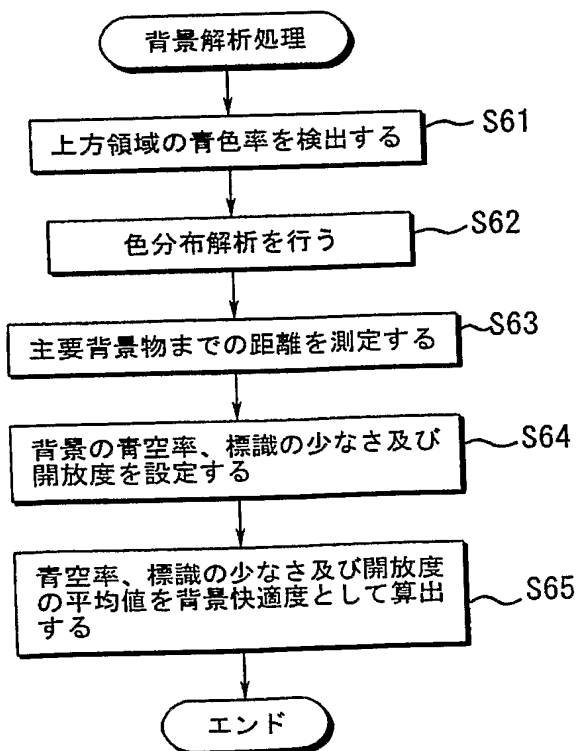 背景解析処理
上方領域の青色率を検出する
S61
色分布解析を行う
S62
主要背景物までの距離を測定する
S63
背景の青空率、標識の少なさ及び
開放度を設定する
S64
青空率、標識の少なさ及び開放度
の平均値を背景快適度として算出
する
S65
エンド